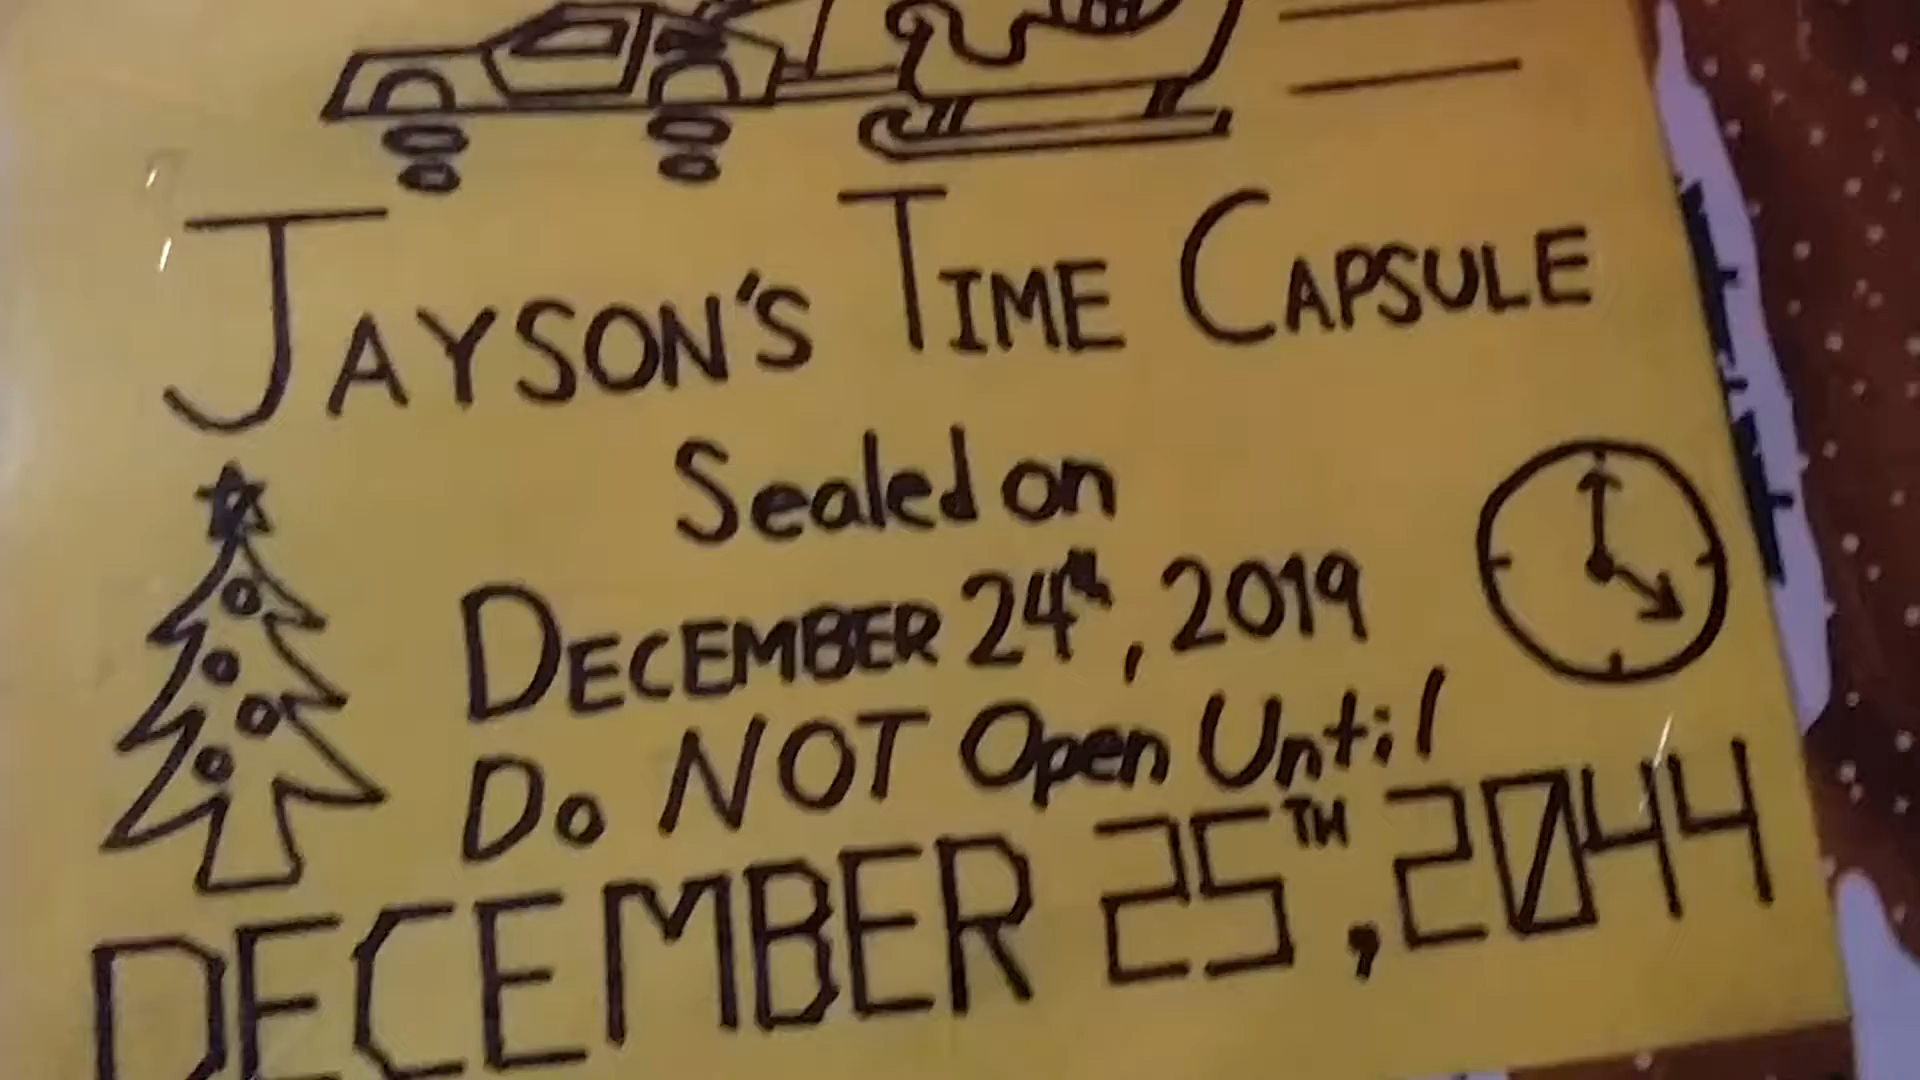 JAYSON'S TIME CAPSULE
Sealed on
DECEMBER 24th, 2019
Do NOT Open Until
DECEMBER 25TH, 2044